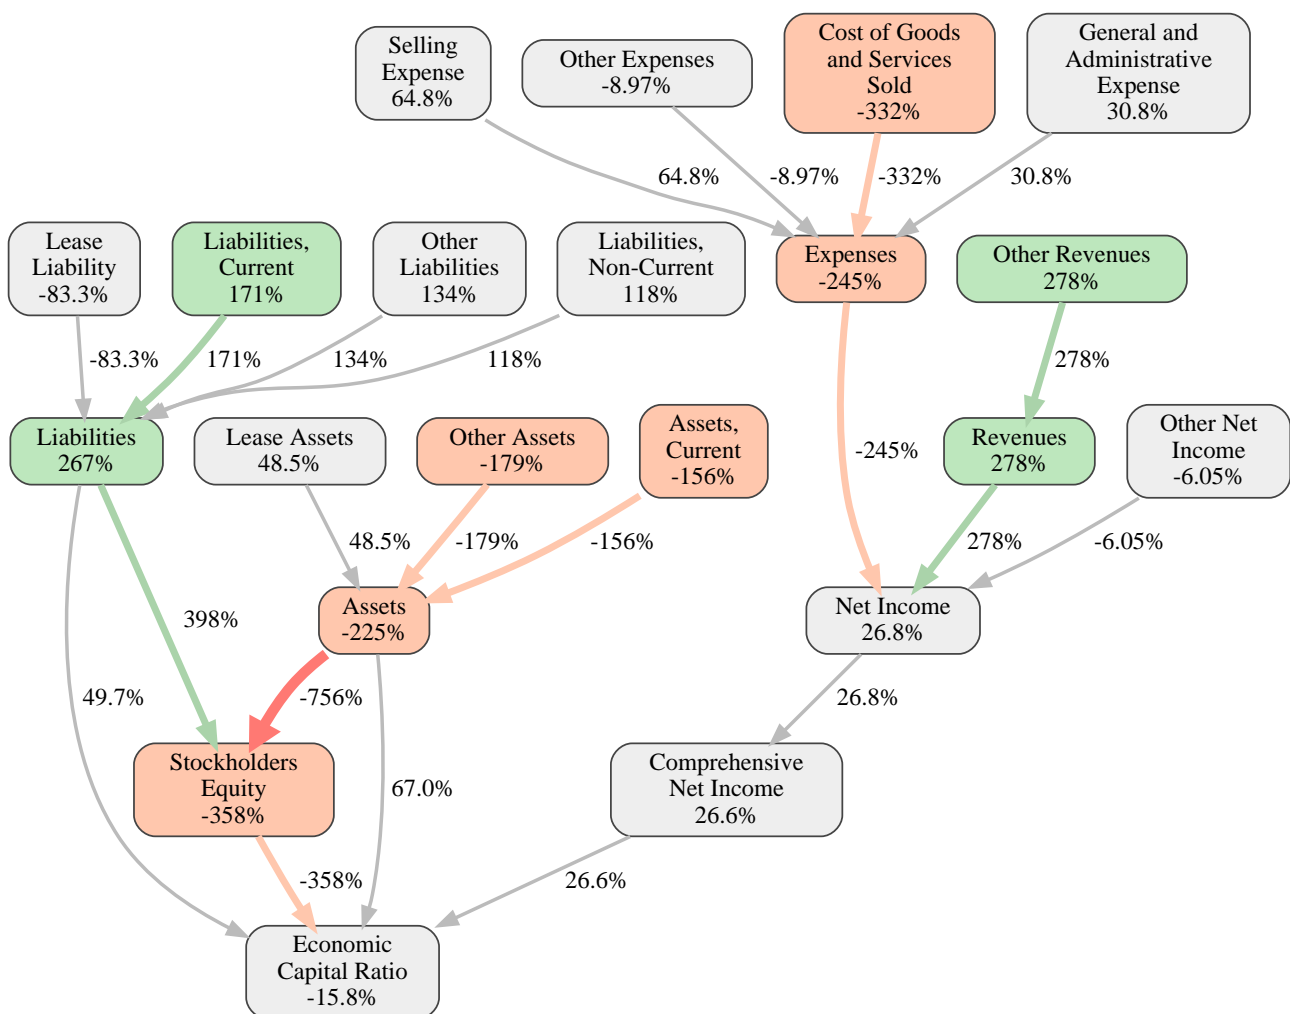 Selling
Expense
64.8%
Other Expenses
-8.97%
Cost of Goods
and Services
Sold
-332%
General and
Administrative
Expense
30.8%
64.8%
-8.97%
-332%
30.8%
Lease
Liability
-83.3%
Liabilities,
Current
171%
Other
Liabilities
134%
Liabilities,
Non-Current
118%
Expenses
-245%
Other Revenues
278%
-83.3%
171%
134%
118%
278%
Liabilities
267%
Lease Assets
48.5%
Other Assets
-179%
Assets,
Current
-156%
-245%
Revenues
278%
Other Net
Income
-6.05%
48.5%
-179%
-156%
278%
-6.05%
Assets
-225%
Net Income
26.8%
398%
49.7%
-756%
26.8%
Stockholders
Equity
-358%
67.0%
Comprehensive
Net Income
26.6%
-358%
26.6%
Economic
Capital Ratio
-15.8%